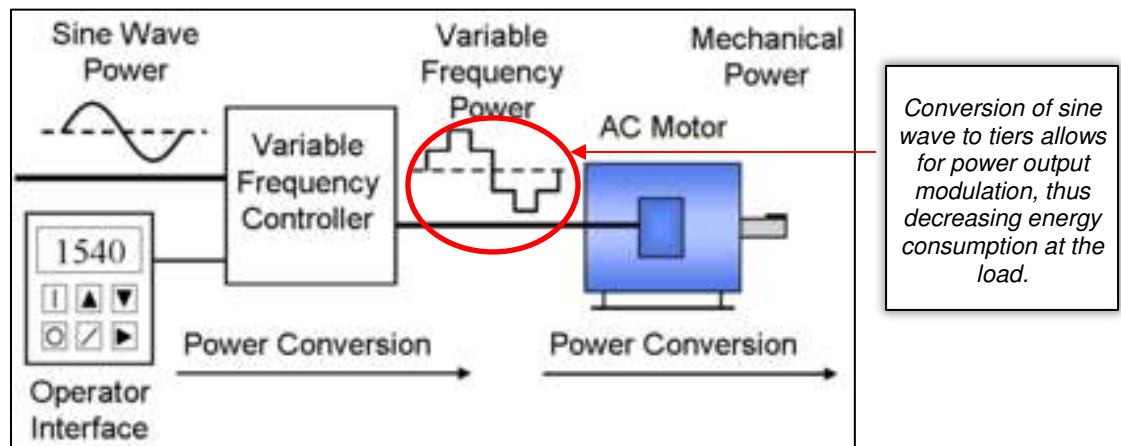 Sine Wave
Power
Variable
Frequency
Power
Mechanical
Power
AC Motor
Variable
Frequency
Controller
1540
Power Conversion
Power Conversion
Operator
Interface
Conversion of sine
wave to tiers allows
for power output
modulation, thus
decreasing energy
consumption at the
load.